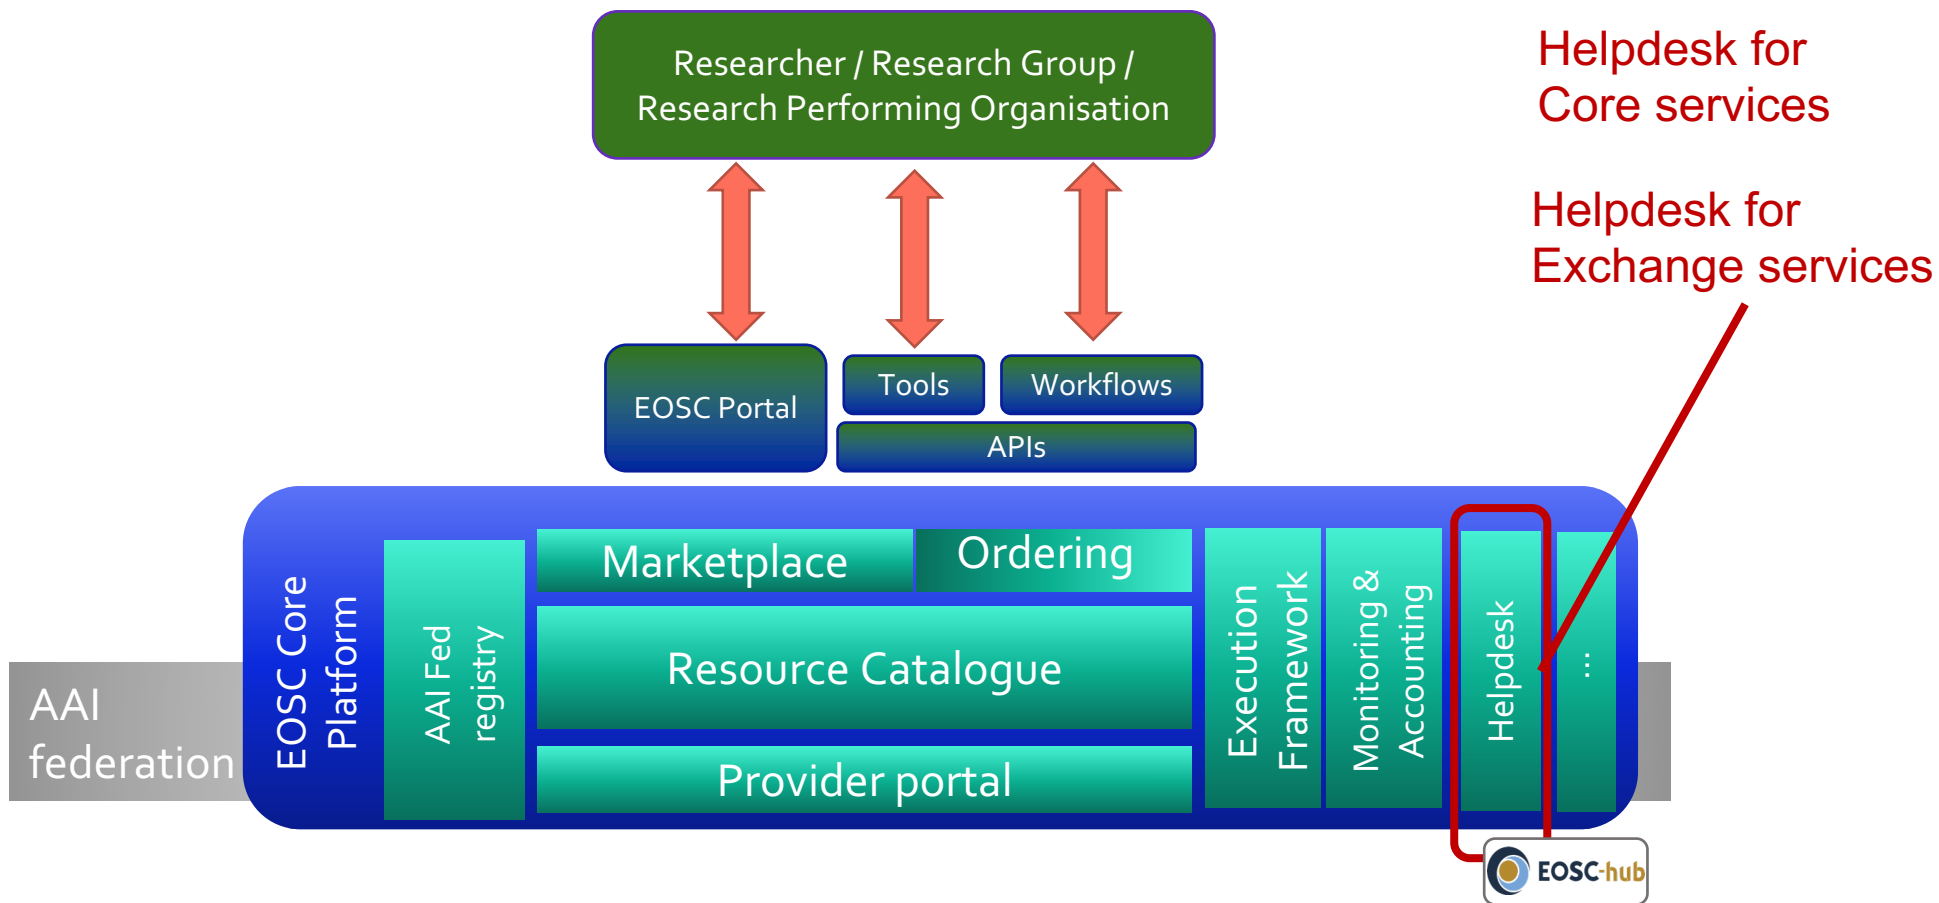 Researcher / Research Group /
Research Performing Organisation
Helpdesk for
Core services
Helpdesk for
Exchange services
EOSC Portal
Tools
Workflows
APIs
AAI
federation
EOSC Core
Platform
AAI Fed
registry
Marketplace
Ordering
Resource Catalogue
Provider portal
Execution
Framework
Monitoring &
Accounting
Helpdesk
...
EOSC-hub